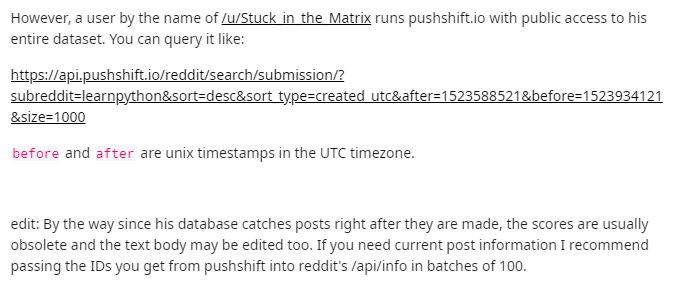 However, a user by the name of /u/Stuck_in_the_Matrix runs pushshift.io with public access to his
entire dataset. You can query it like:
https://api.pushshift.io/reddit/search/submission/?
subreddit=learnpython&sort=desc&sort_type=created_utc&after=1523588521&before=1523934121
&size=1000
before and after are unix timestamps in the UTC timezone.
edit: By the way since his database catches posts right after they are made, the scores are usually
obsolete and the text body may be edited too. If you need current post information I recommend
passing the IDs you get from pushshift into reddit's /api/info in batches of 100.